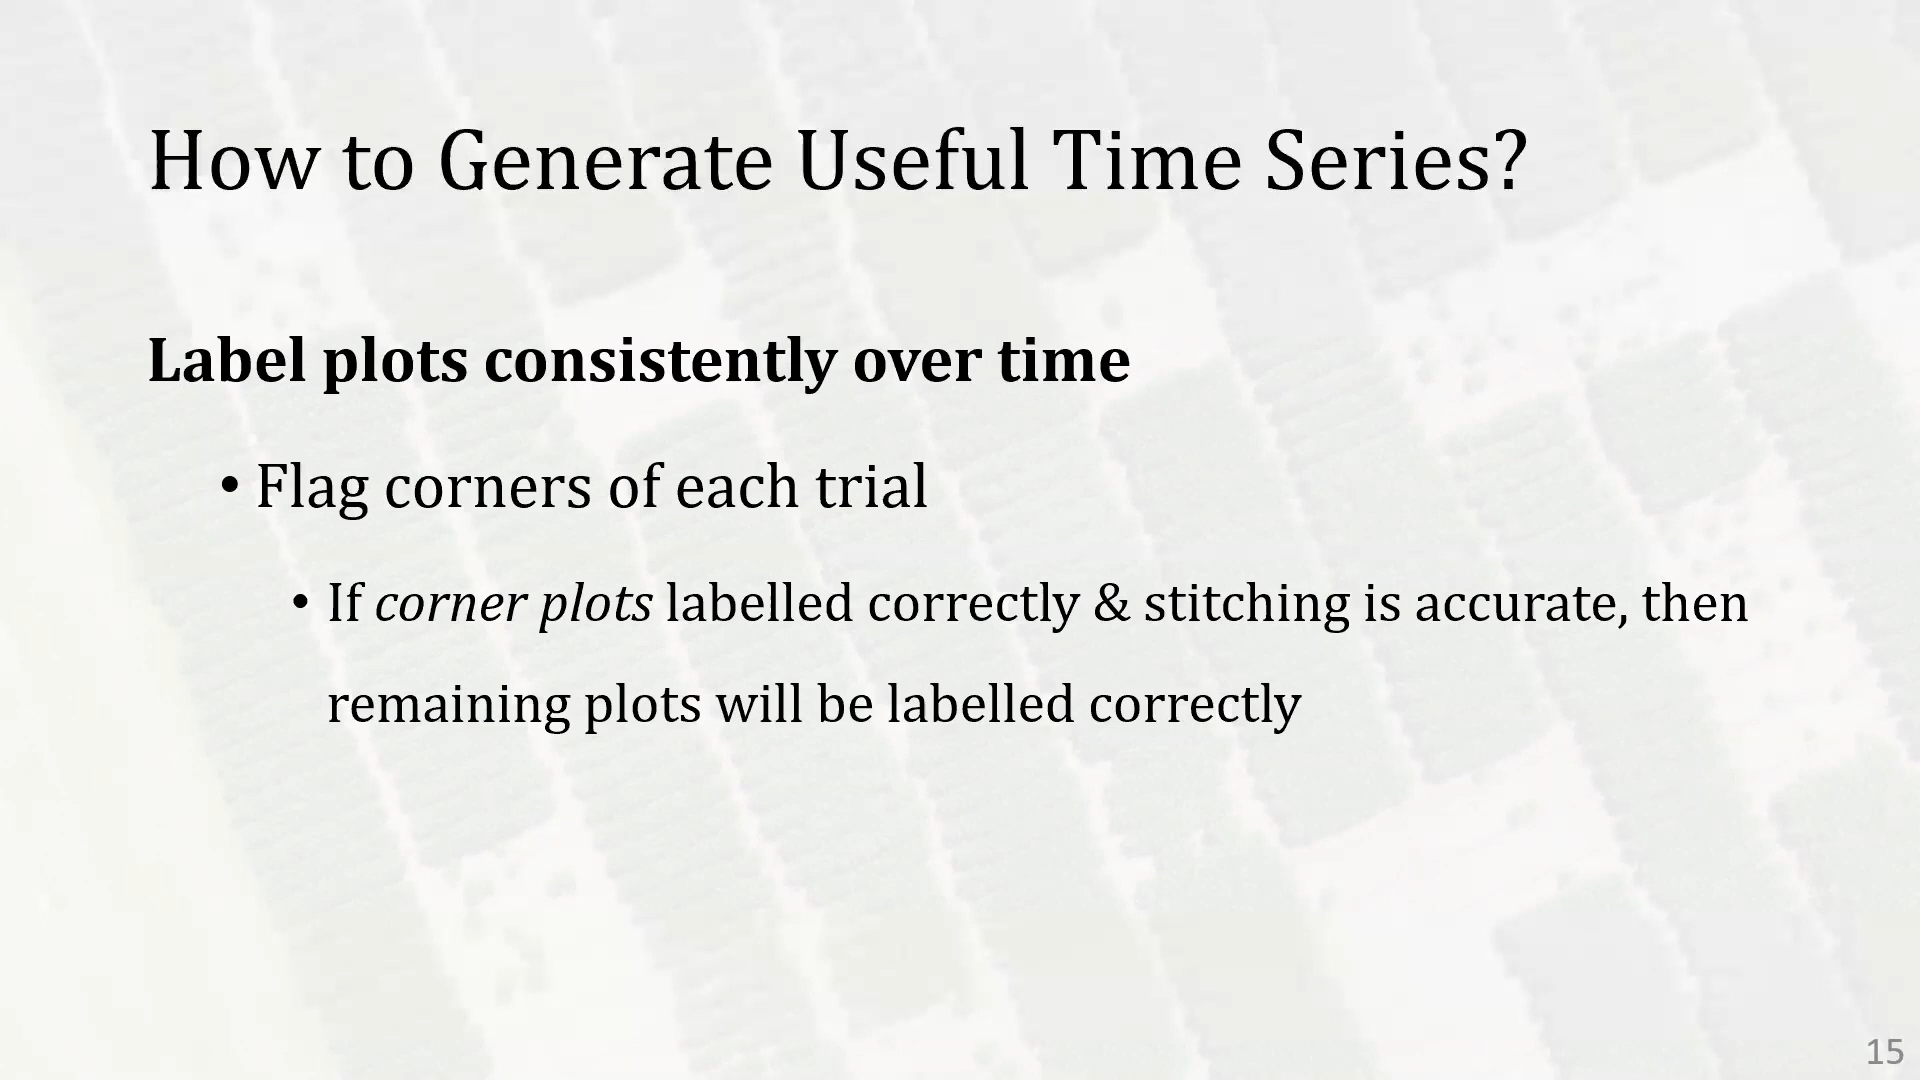 How to Generate Useful Time Series?
Label plots consistently over time
• Flag corners of each trial
• If corner plots labelled correctly & stitching is accurate, then
remaining plots will be labelled correctly
15